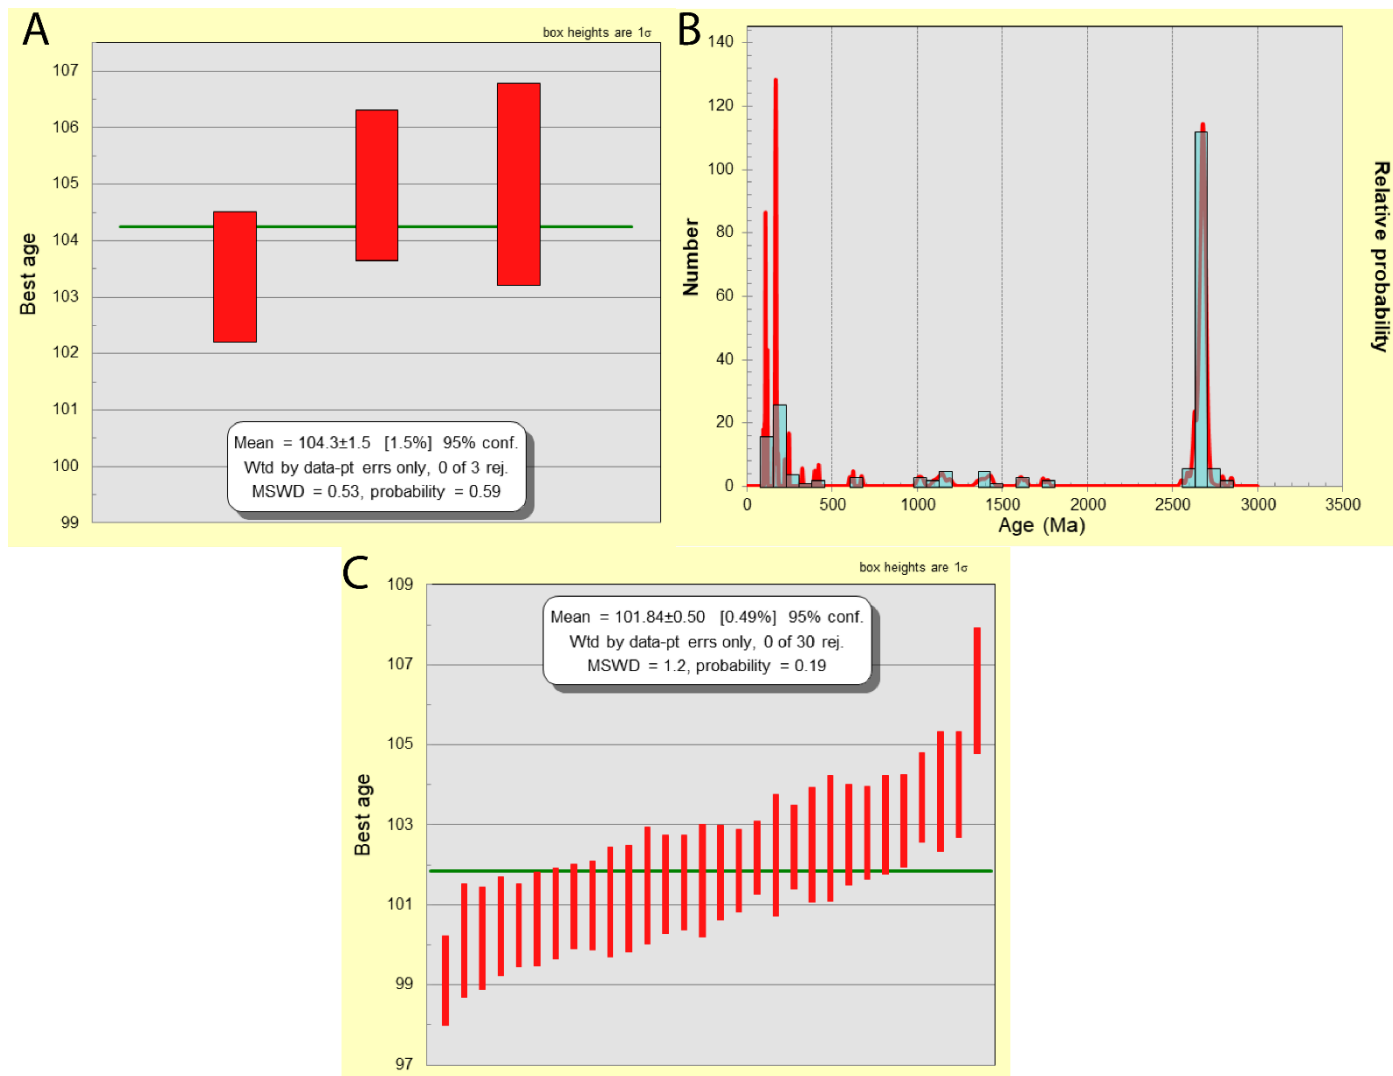 A
box heights are 1σ
107
106
105
104
103
102
101
100
99
Best age
Mean = 104.3±1.5 [1.5%] 95% conf.
Wtd by data-pt errs only, 0 of 3 rej.
MSWD = 0.53, probability = 0.59
B
140
120
100
80
60
40
20
0
Number
Relative probability
0 500 1000 1500 2000 2500 3000 3500
Age (Ma)
C
box heights are 1σ
109
107
105
103
101
99
97
Best age
Mean = 101.84±0.50 [0.49%] 95% conf.
Wtd by data-pt errs only, 0 of 30 rej.
MSWD = 1.2, probability = 0.19